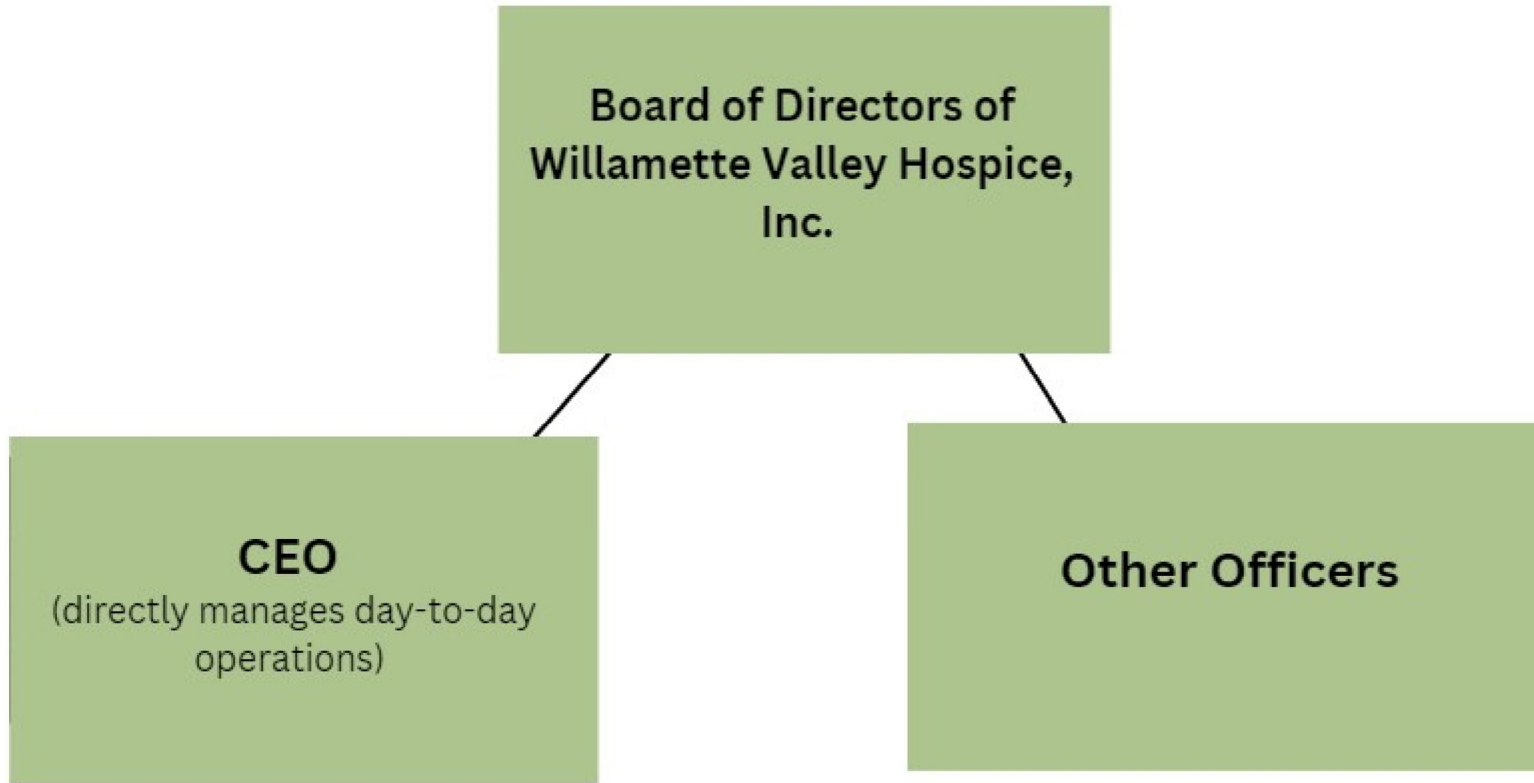 Board of Directors of
Willamette Valley Hospice,
Inc.
CEO
(directly manages day-to-day
operations)
Other Officers